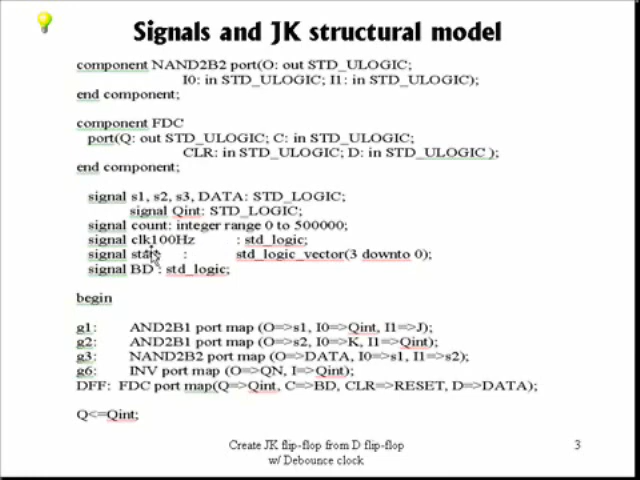 Signals and JK structural model
component NAND2B2 port(O: out STD_ULOGIC;
I0: in STD_ULOGIC; I1: in STD_ULOGIC);
end component;
component FDC
port(Q: out STD_ULOGIC; C: in STD_ULOGIC;
CLR: in STD_ULOGIC; D: in STD_ULOGIC );
end component;
signal s1, s2, s3, DATA: STD_LOGIC;
signal Qint: STD_LOGIC;
signal count: integer range 0 to 500000;
signal clk100Hz : std_logic;
signal state : std_logic_vector(3 downto 0);
signal BD : std_logic;
begin
g1: AND2B1 port map (O=>s1, I0=>Qint, I1=>J);
g2: AND2B1 port map (O=>s2, I0=>K, I1=>Qint);
g3: NAND2B2 port map (O=>DATA, I0=>s1, I1=>s2);
g6: INV port map (O=>QN, I=>Qint);
DFF: FDC port map(Q=>Qint, C=>BD, CLR=>RESET, D=>DATA);
Q<=Qint;
Create JK flip-flop from D flip-flop
w/ Debounce clock
3